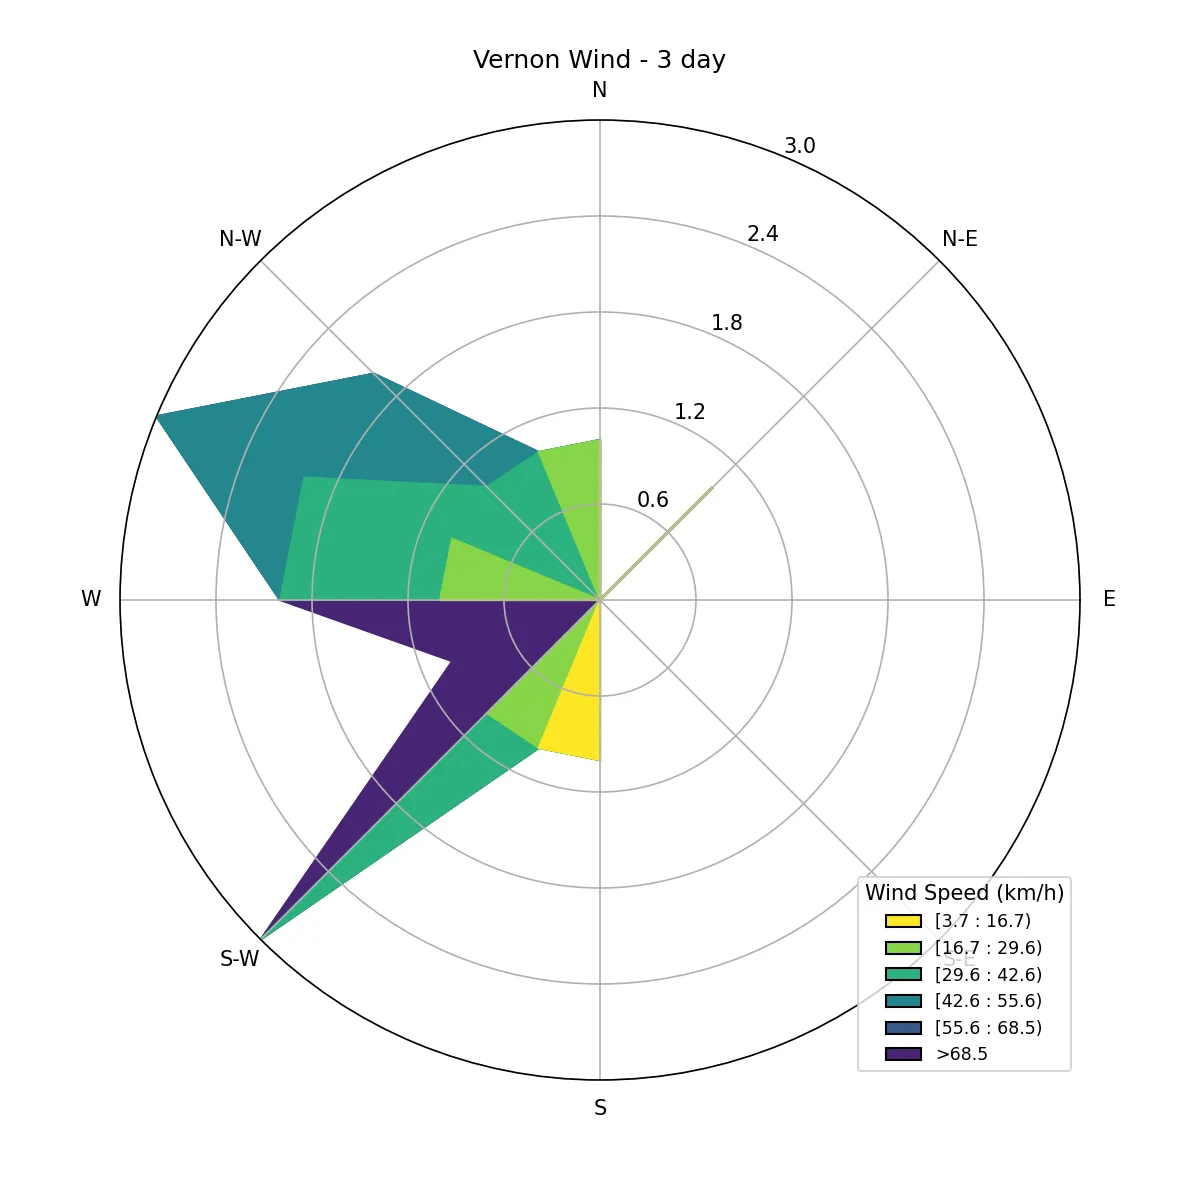 Vernon Wind - 3 day
N
3.0
N-W
2.4
N-E
1.8
1.2
0.6
W
E
S-W
S-E
S
Wind Speed (km/h)
[3.7 : 16.7)
[16.7 : 29.6)
[29.6 : 42.6)
[42.6 : 55.6)
[55.6 : 68.5)
>68.5